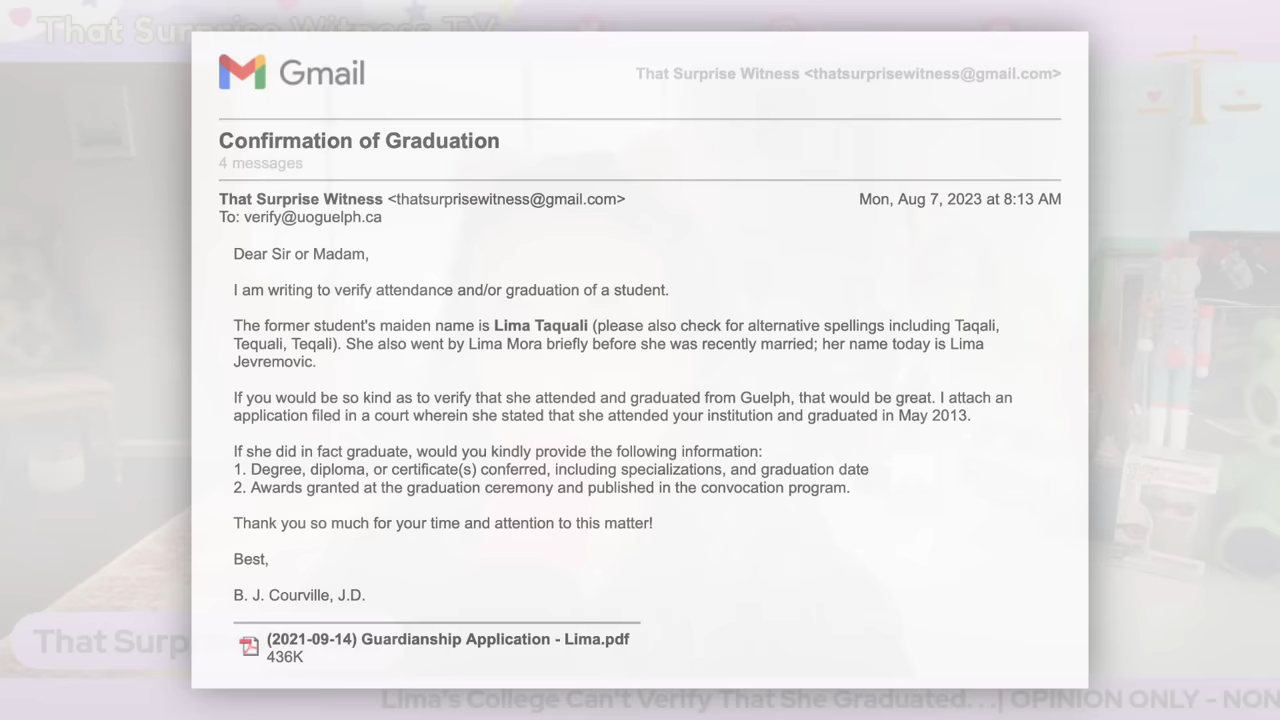 That Surprise Witness TV
Gmail
That Surprise Witness <thatsurprisewitness@gmail.com>
Confirmation of Graduation
4 messages
That Surprise Witness <thatsurprisewitness@gmail.com>
Mon, Aug 7, 2023 at 8:13 AM
To: verify@uoguelph.ca
Dear Sir or Madam,
I am writing to verify attendance and/or graduation of a student.
The former student's maiden name is Lima Taquali (please also check for alternative spellings including Taqali,
Tequali, Teqali). She also went by Lima Mora briefly before she was recently married; her name today is Lima
Jevremovic.
If you would be so kind as to verify that she attended and graduated from Guelph, that would be great. I attach an
application filed in a court wherein she stated that she attended your institution and graduated in May 2013.
If she did in fact graduate, would you kindly provide the following information:
1. Degree, diploma, or certificate(s) conferred, including specializations, and graduation date
2. Awards granted at the graduation ceremony and published in the convocation program.
Thank you so much for your time and attention to this matter!
Best,
B. J. Courville, J.D.
(2021-09-14) Guardianship Application - Lima.pdf
436K
That Surp
Lima's College Can't Verify That She Graduated. . .| OPINION ONLY - NON